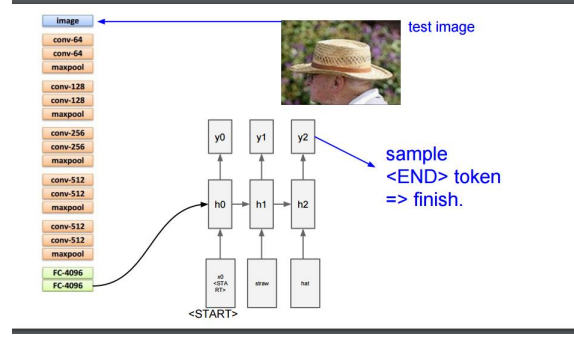 image
conv-64
conv-64
maxpool
conv-128
conv-128
maxpool
conv-256
conv-256
maxpool
conv-512
conv-512
maxpool
conv-512
conv-512
maxpool
FC-4096
FC-4096
test image
y0
y1
y2
h0
h1
h2
x0
<STA
RT>
straw
hat
<START>
sample
<END> token
=> finish.